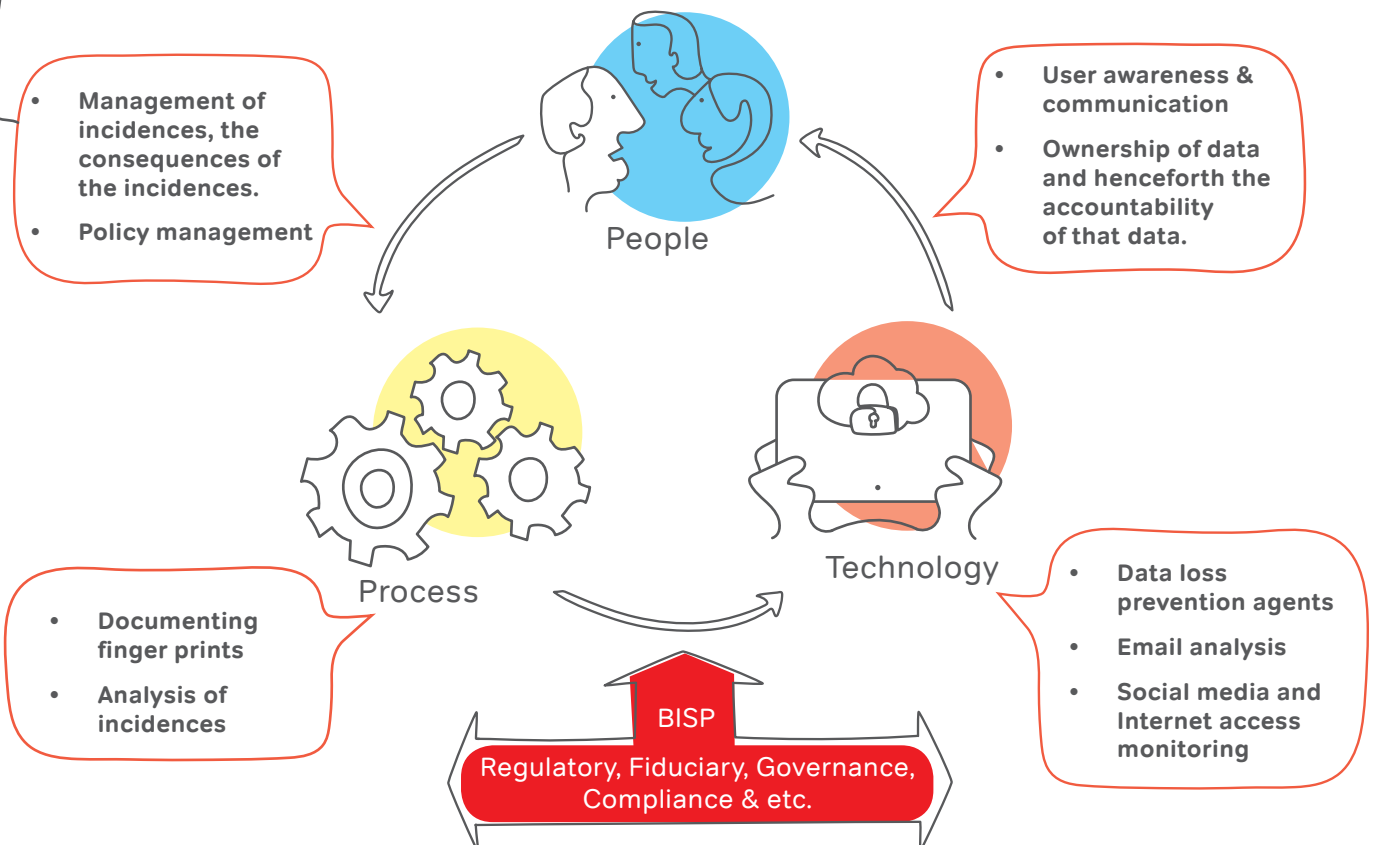 • Management of
incidences, the
consequences of
the incidences.
• Policy management
People
• User awareness &
communication
• Ownership of data
and henceforth the
accountability
of that data.
Process
Technology
• Documenting
finger prints
• Analysis of
incidences
BISP
Regulatory, Fiduciary, Governance,
Compliance & etc.
• Data loss
prevention agents
• Email analysis
• Social media and
Internet access
monitoring